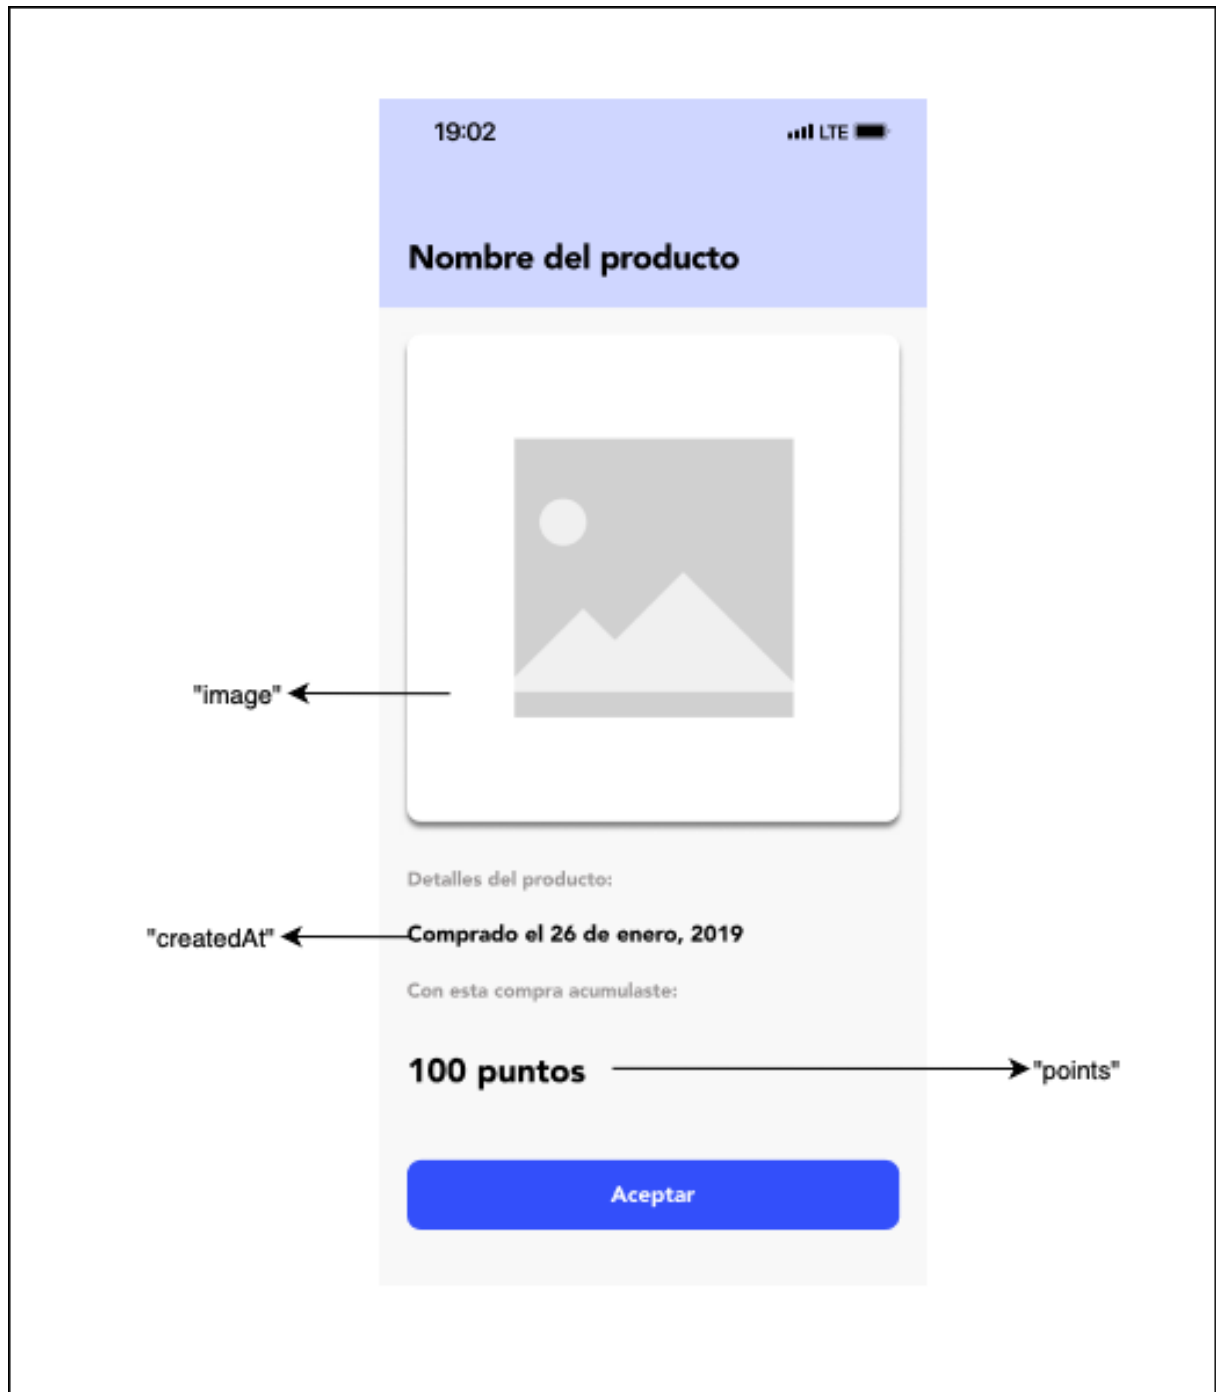 19:02 LTE
Nombre del producto
"image"
Detalles del producto:
"createdAt"
Comprado el 26 de enero, 2019
Con esta compra acumulaste:
100 puntos
"points"
Aceptar